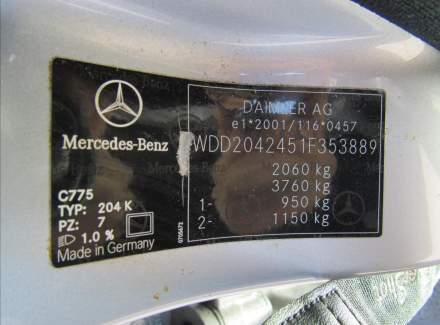 Mercedes-Benz
C775
TYP: 204 K
PZ: 7
1.0 %
Made in Germany
DAIMLER AG
e1*2001/116*0457
WDD2042451F353889
2060 kg
3760 kg
1- 950 kg
2- 1150 kg